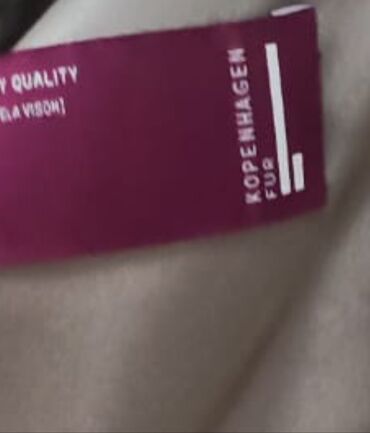 Y QUALITY
ELA VISON]
KOPENHAGEN
FUR